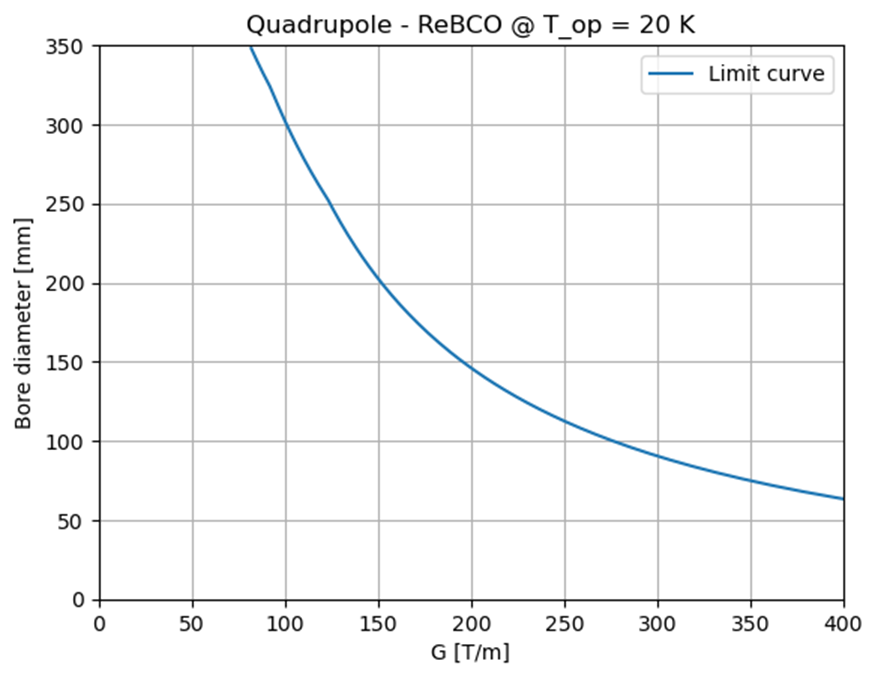 Quadrupole - ReBCO @ T_op = 20 K
Limit curve
Bore diameter [mm]
350
300
250
200
150
100
50
0
0 50 100 150 200 250 300 350 400
G [T/m]